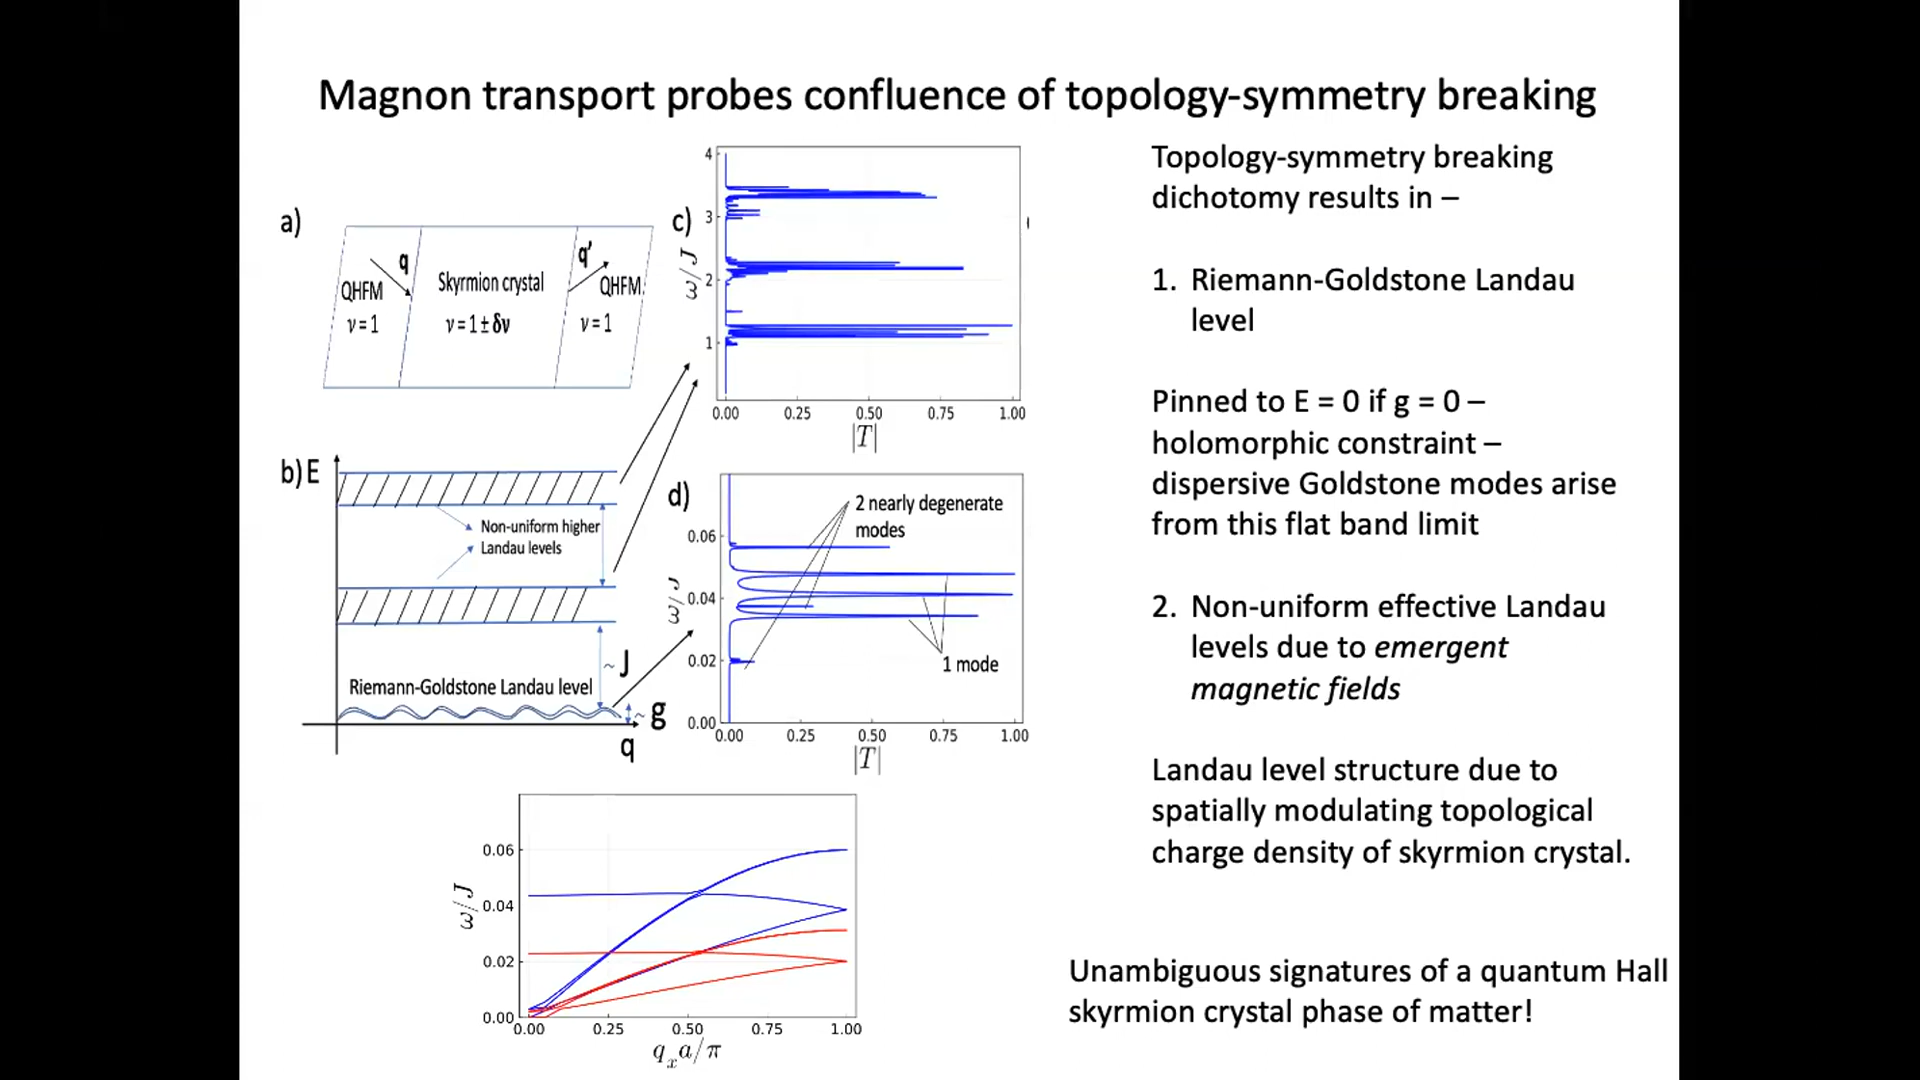 Magnon transport probes confluence of topology-symmetry breaking
a)
QHFM
ν = 1
q
Skyrmion crystal
ν = 1 ± δν
q'
QHFM
ν = 1
b) E
Non-uniform higher
Landau levels
~ J
Riemann-Goldstone Landau level
~ g
q
c)
4
3
2
1
ω/J
0.00 0.25 0.50 0.75 1.00
|T|
d)
2 nearly degenerate
modes
1 mode
0.06
0.04
0.02
0.00
ω/J
0.00 0.25 0.50 0.75 1.00
|T|
0.06
0.04
0.02
0.00
ω/J
0.00 0.25 0.50 0.75 1.00
qₓa/π
Topology-symmetry breaking
dichotomy results in –
1. Riemann-Goldstone Landau
level
Pinned to E = 0 if g = 0 –
holomorphic constraint –
dispersive Goldstone modes arise
from this flat band limit
2. Non-uniform effective Landau
levels due to emergent
magnetic fields
Landau level structure due to
spatially modulating topological
charge density of skyrmion crystal.
Unambiguous signatures of a quantum Hall
skyrmion crystal phase of matter!